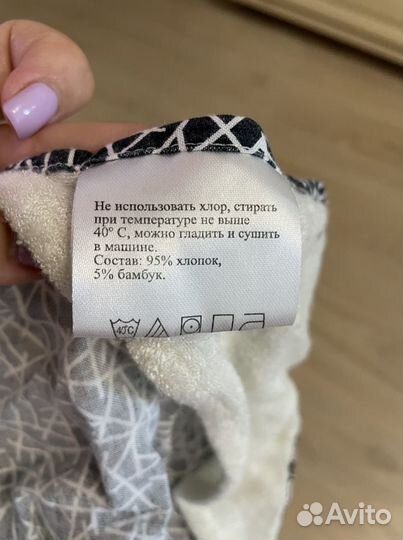 Не использовать хлор, стирать
при температуре не выше
40° С, можно гладить и сушить
в машине.
Состав: 95% хлопок,
5% бамбук.
40°C
Avito